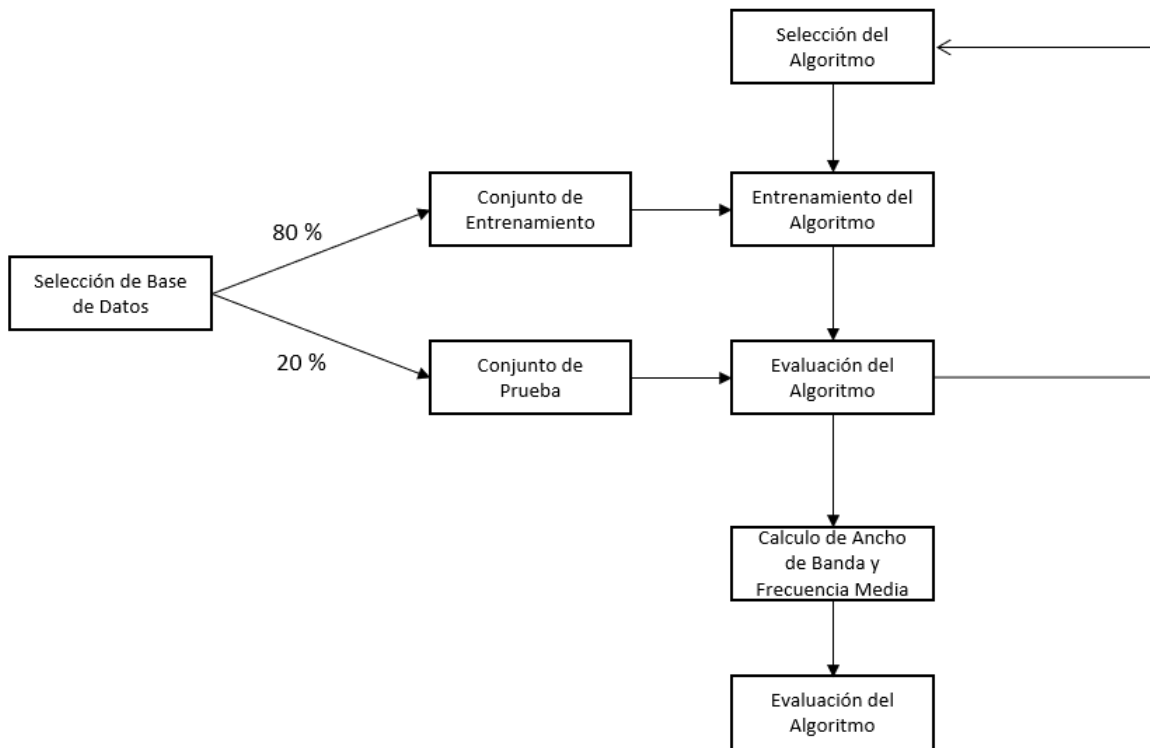 Selección del
Algoritmo
Conjunto de
Entrenamiento
Entrenamiento del
Algoritmo
80 %
Selección de Base
de Datos
20 %
Conjunto de
Prueba
Evaluación del
Algoritmo
Calculo de Ancho
de Banda y
Frecuencia Media
Evaluación del
Algoritmo